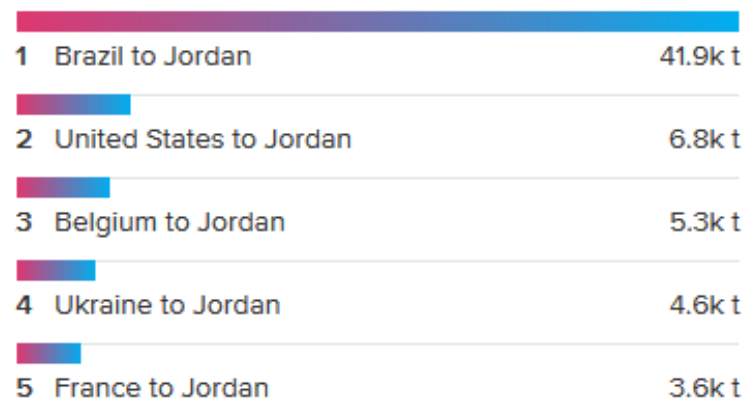 1 Brazil to Jordan 41.9k t
2 United States to Jordan 6.8k t
3 Belgium to Jordan 5.3k t
4 Ukraine to Jordan 4.6k t
5 France to Jordan 3.6k t